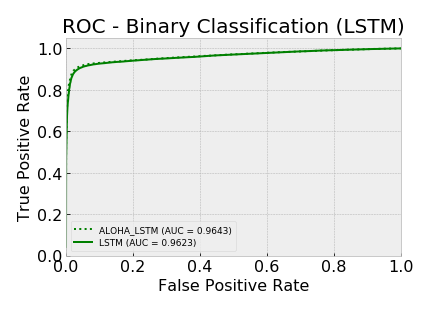 ROC - Binary Classification (LSTM)
True Positive Rate
1.0
0.8
0.6
0.4
0.2
0.0
ALOHA_LSTM (AUC = 0.9643)
LSTM (AUC = 0.9623)
0.0 0.2 0.4 0.6 0.8 1.0
False Positive Rate